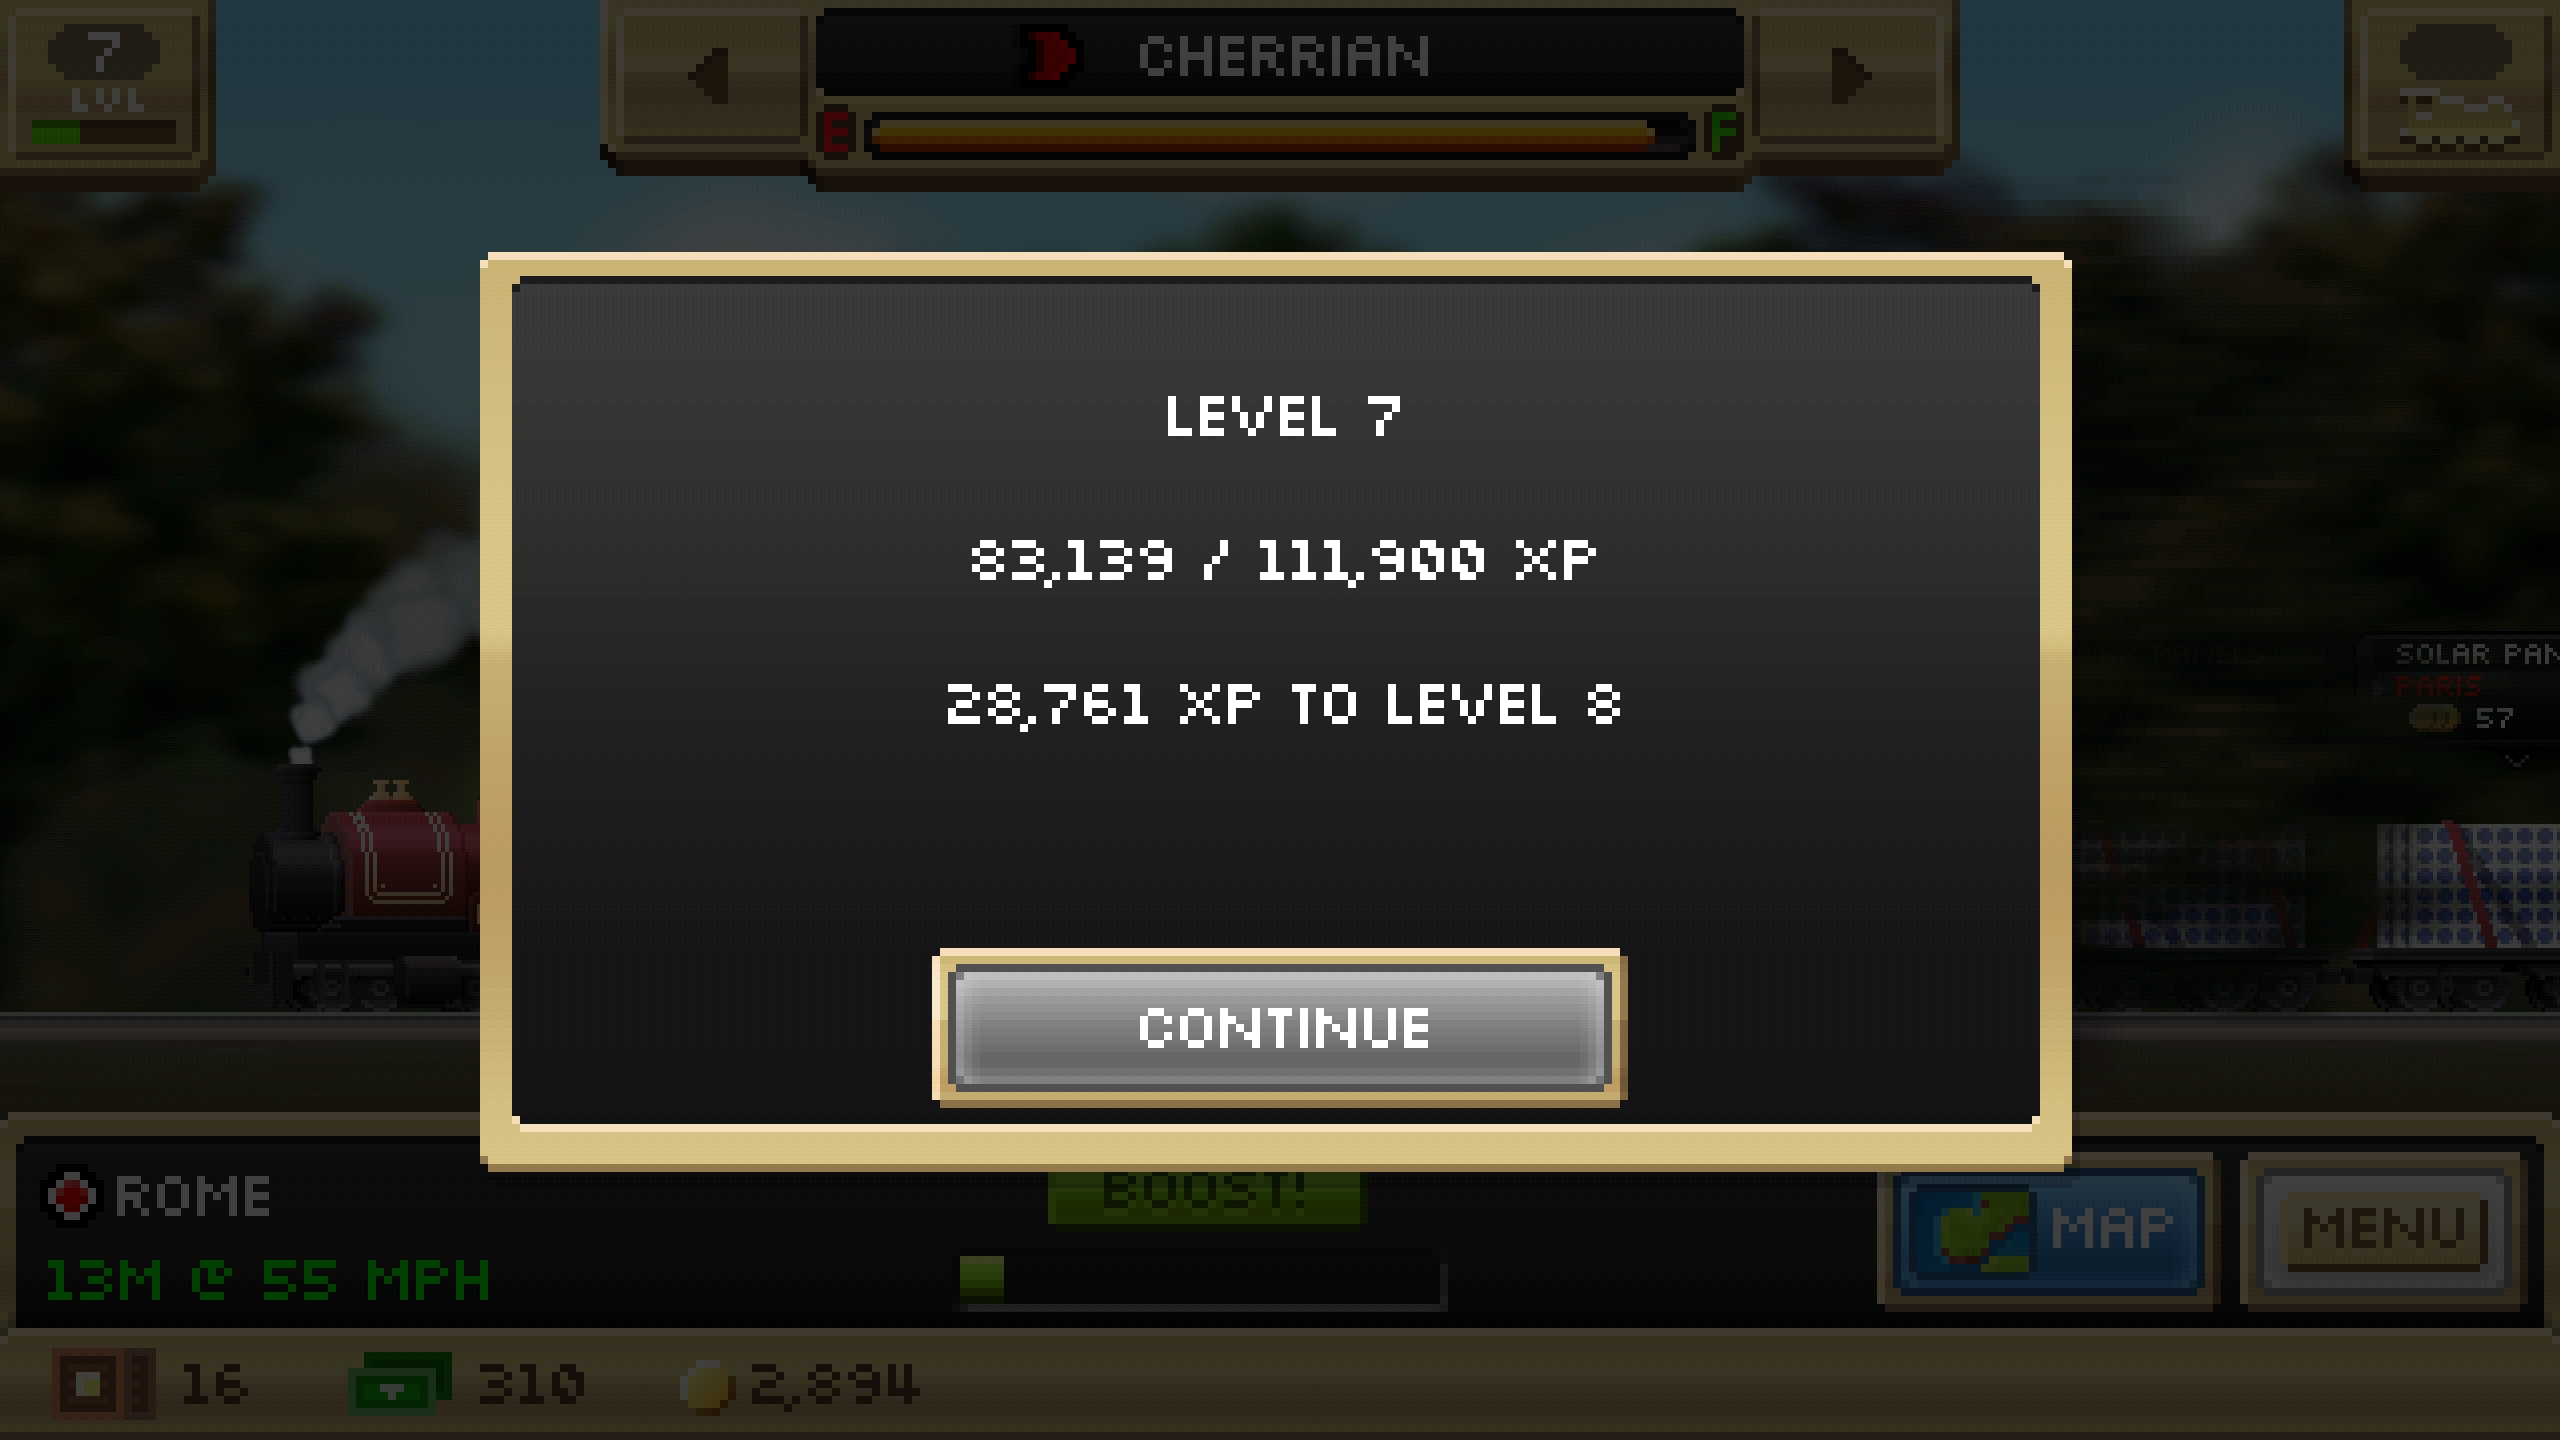 7
LVL
CHERRIAN
E
F
LEVEL 7
83,139 / 111,900 XP
28,761 XP TO LEVEL 8
CONTINUE
SOLAR PAN
PARIS
57
ROME
13M @ 55 MPH
BOOST!
MAP
MENU
16
310
2,894